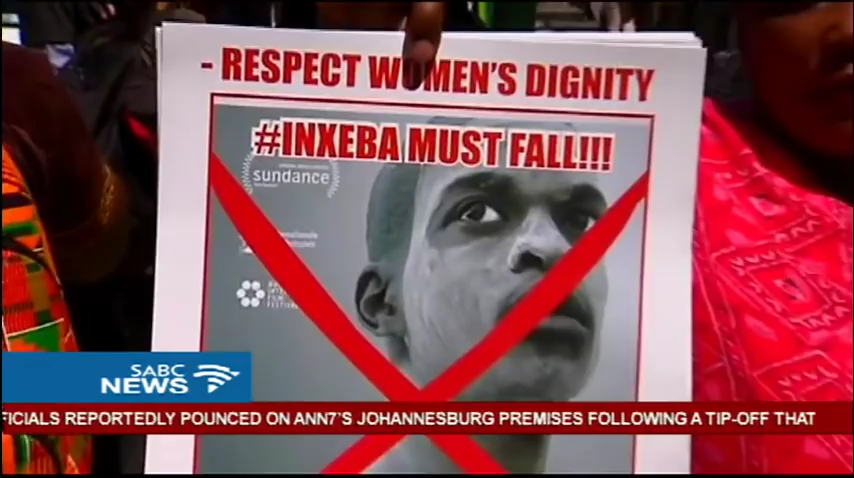 - RESPECT WOMEN'S DIGNITY
#INXEBA MUST FALL!!!
sundance
SABC
NEWS
FICIALS REPORTEDLY POUNCED ON ANN7'S JOHANNESBURG PREMISES FOLLOWING A TIP-OFF THAT